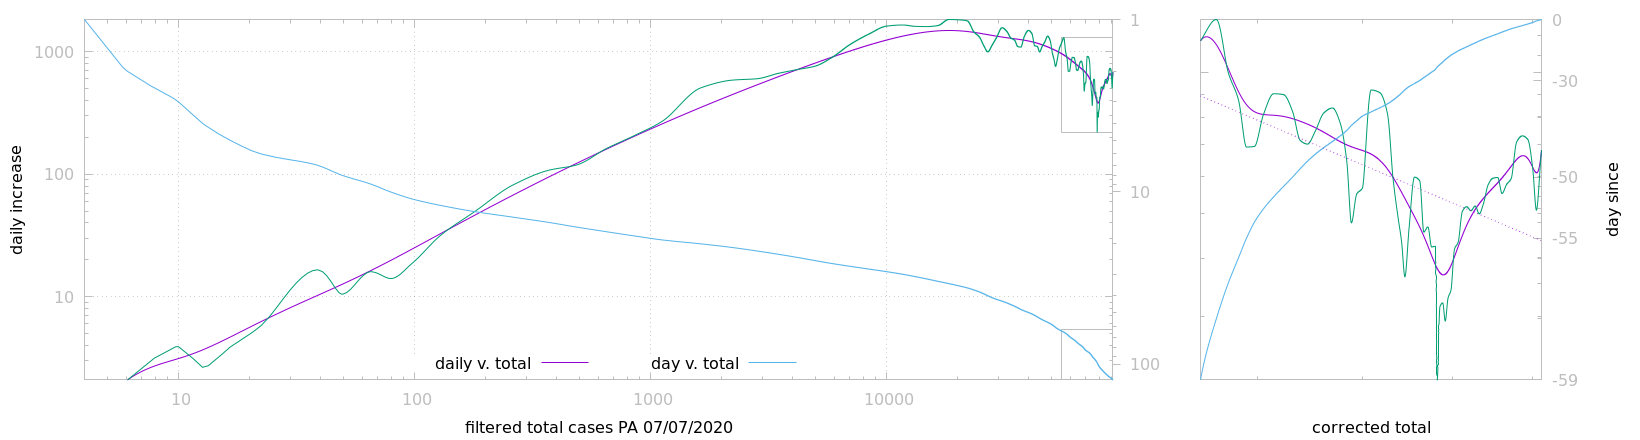 daily increase
1000
100
10
10
100
1000
10000
filtered total cases PA 07/07/2020
daily v. total
day v. total
1
10
100
0
-30
-50
-55
-59
day since
corrected total